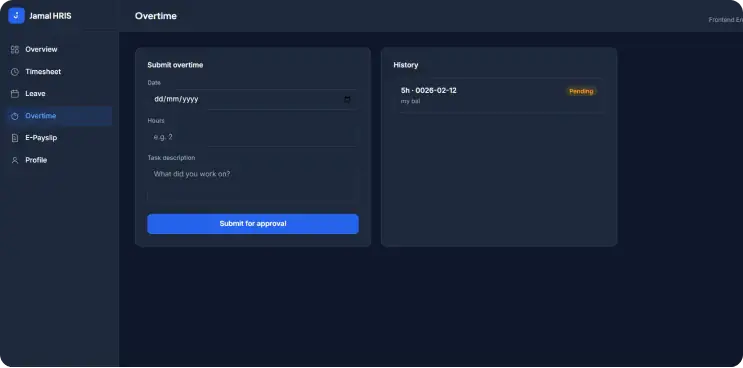 Jamal HRIS
Overtime
Frontend En
Overview
Timesheet
Leave
Overtime
E-Payslip
Profile
Submit overtime
Date
dd/mm/yyyy
Hours
e.g. 2
Task description
What did you work on?
Submit for approval
History
5h · 0026-02-12
Pending
my bal